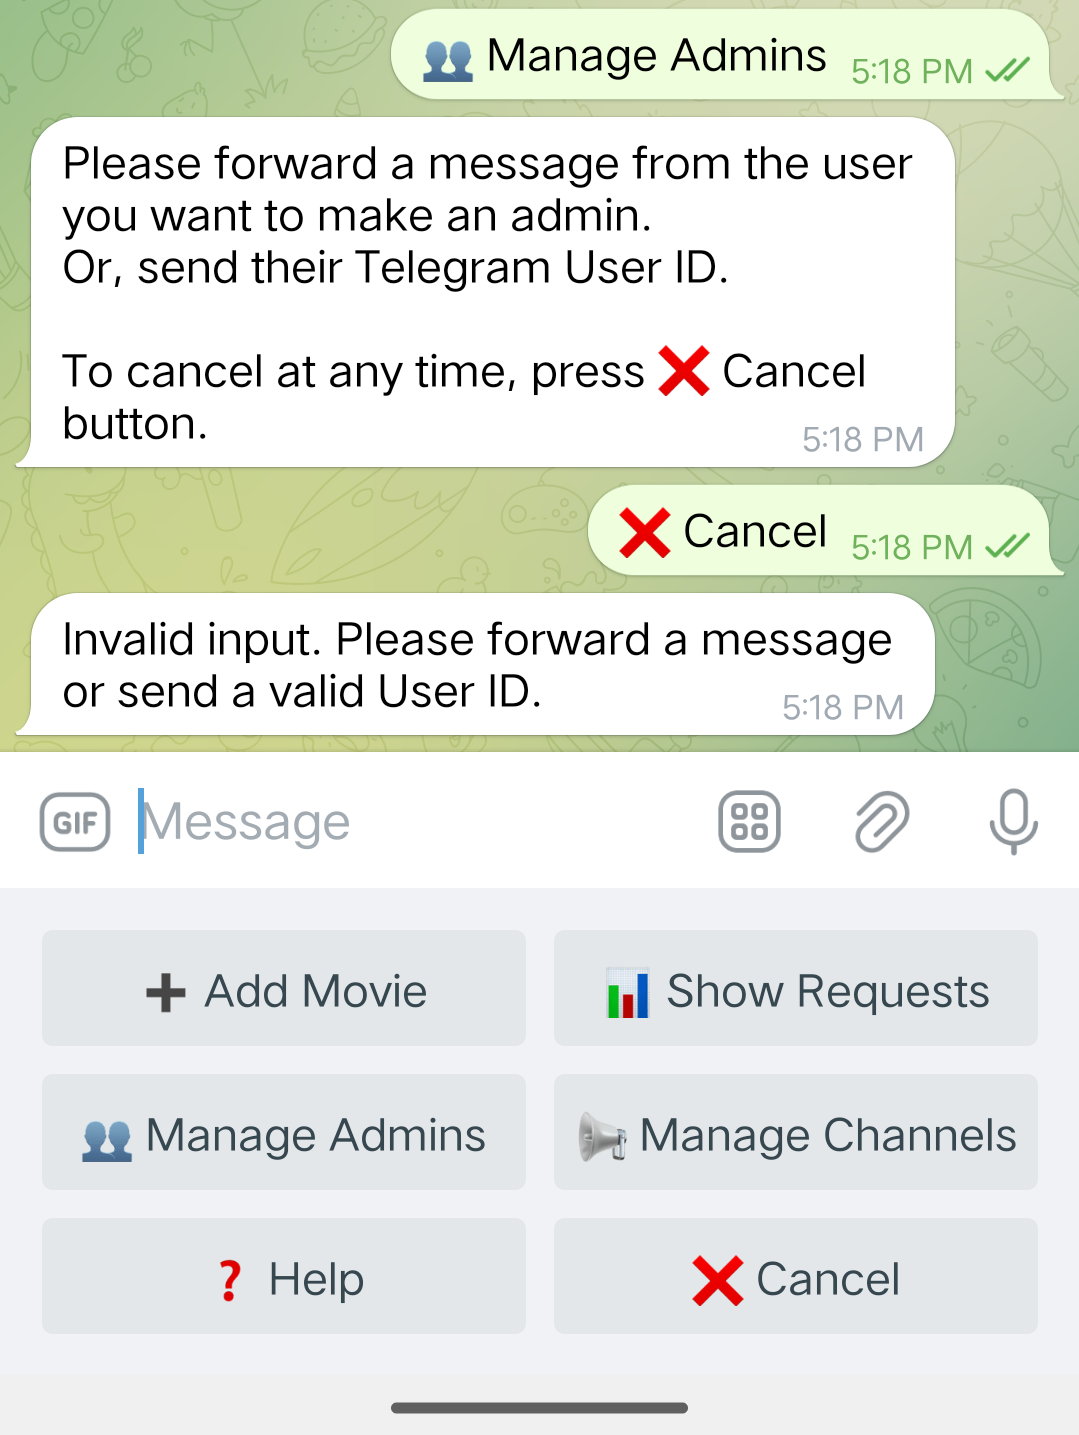 👥 Manage Admins 5:18 PM
Please forward a message from the user
you want to make an admin.
Or, send their Telegram User ID.
To cancel at any time, press ❌ Cancel
button.
5:18 PM
❌ Cancel 5:18 PM
Invalid input. Please forward a message
or send a valid User ID.
5:18 PM
GIF Message
➕ Add Movie
📊 Show Requests
👥 Manage Admins
📢 Manage Channels
❓ Help
❌ Cancel